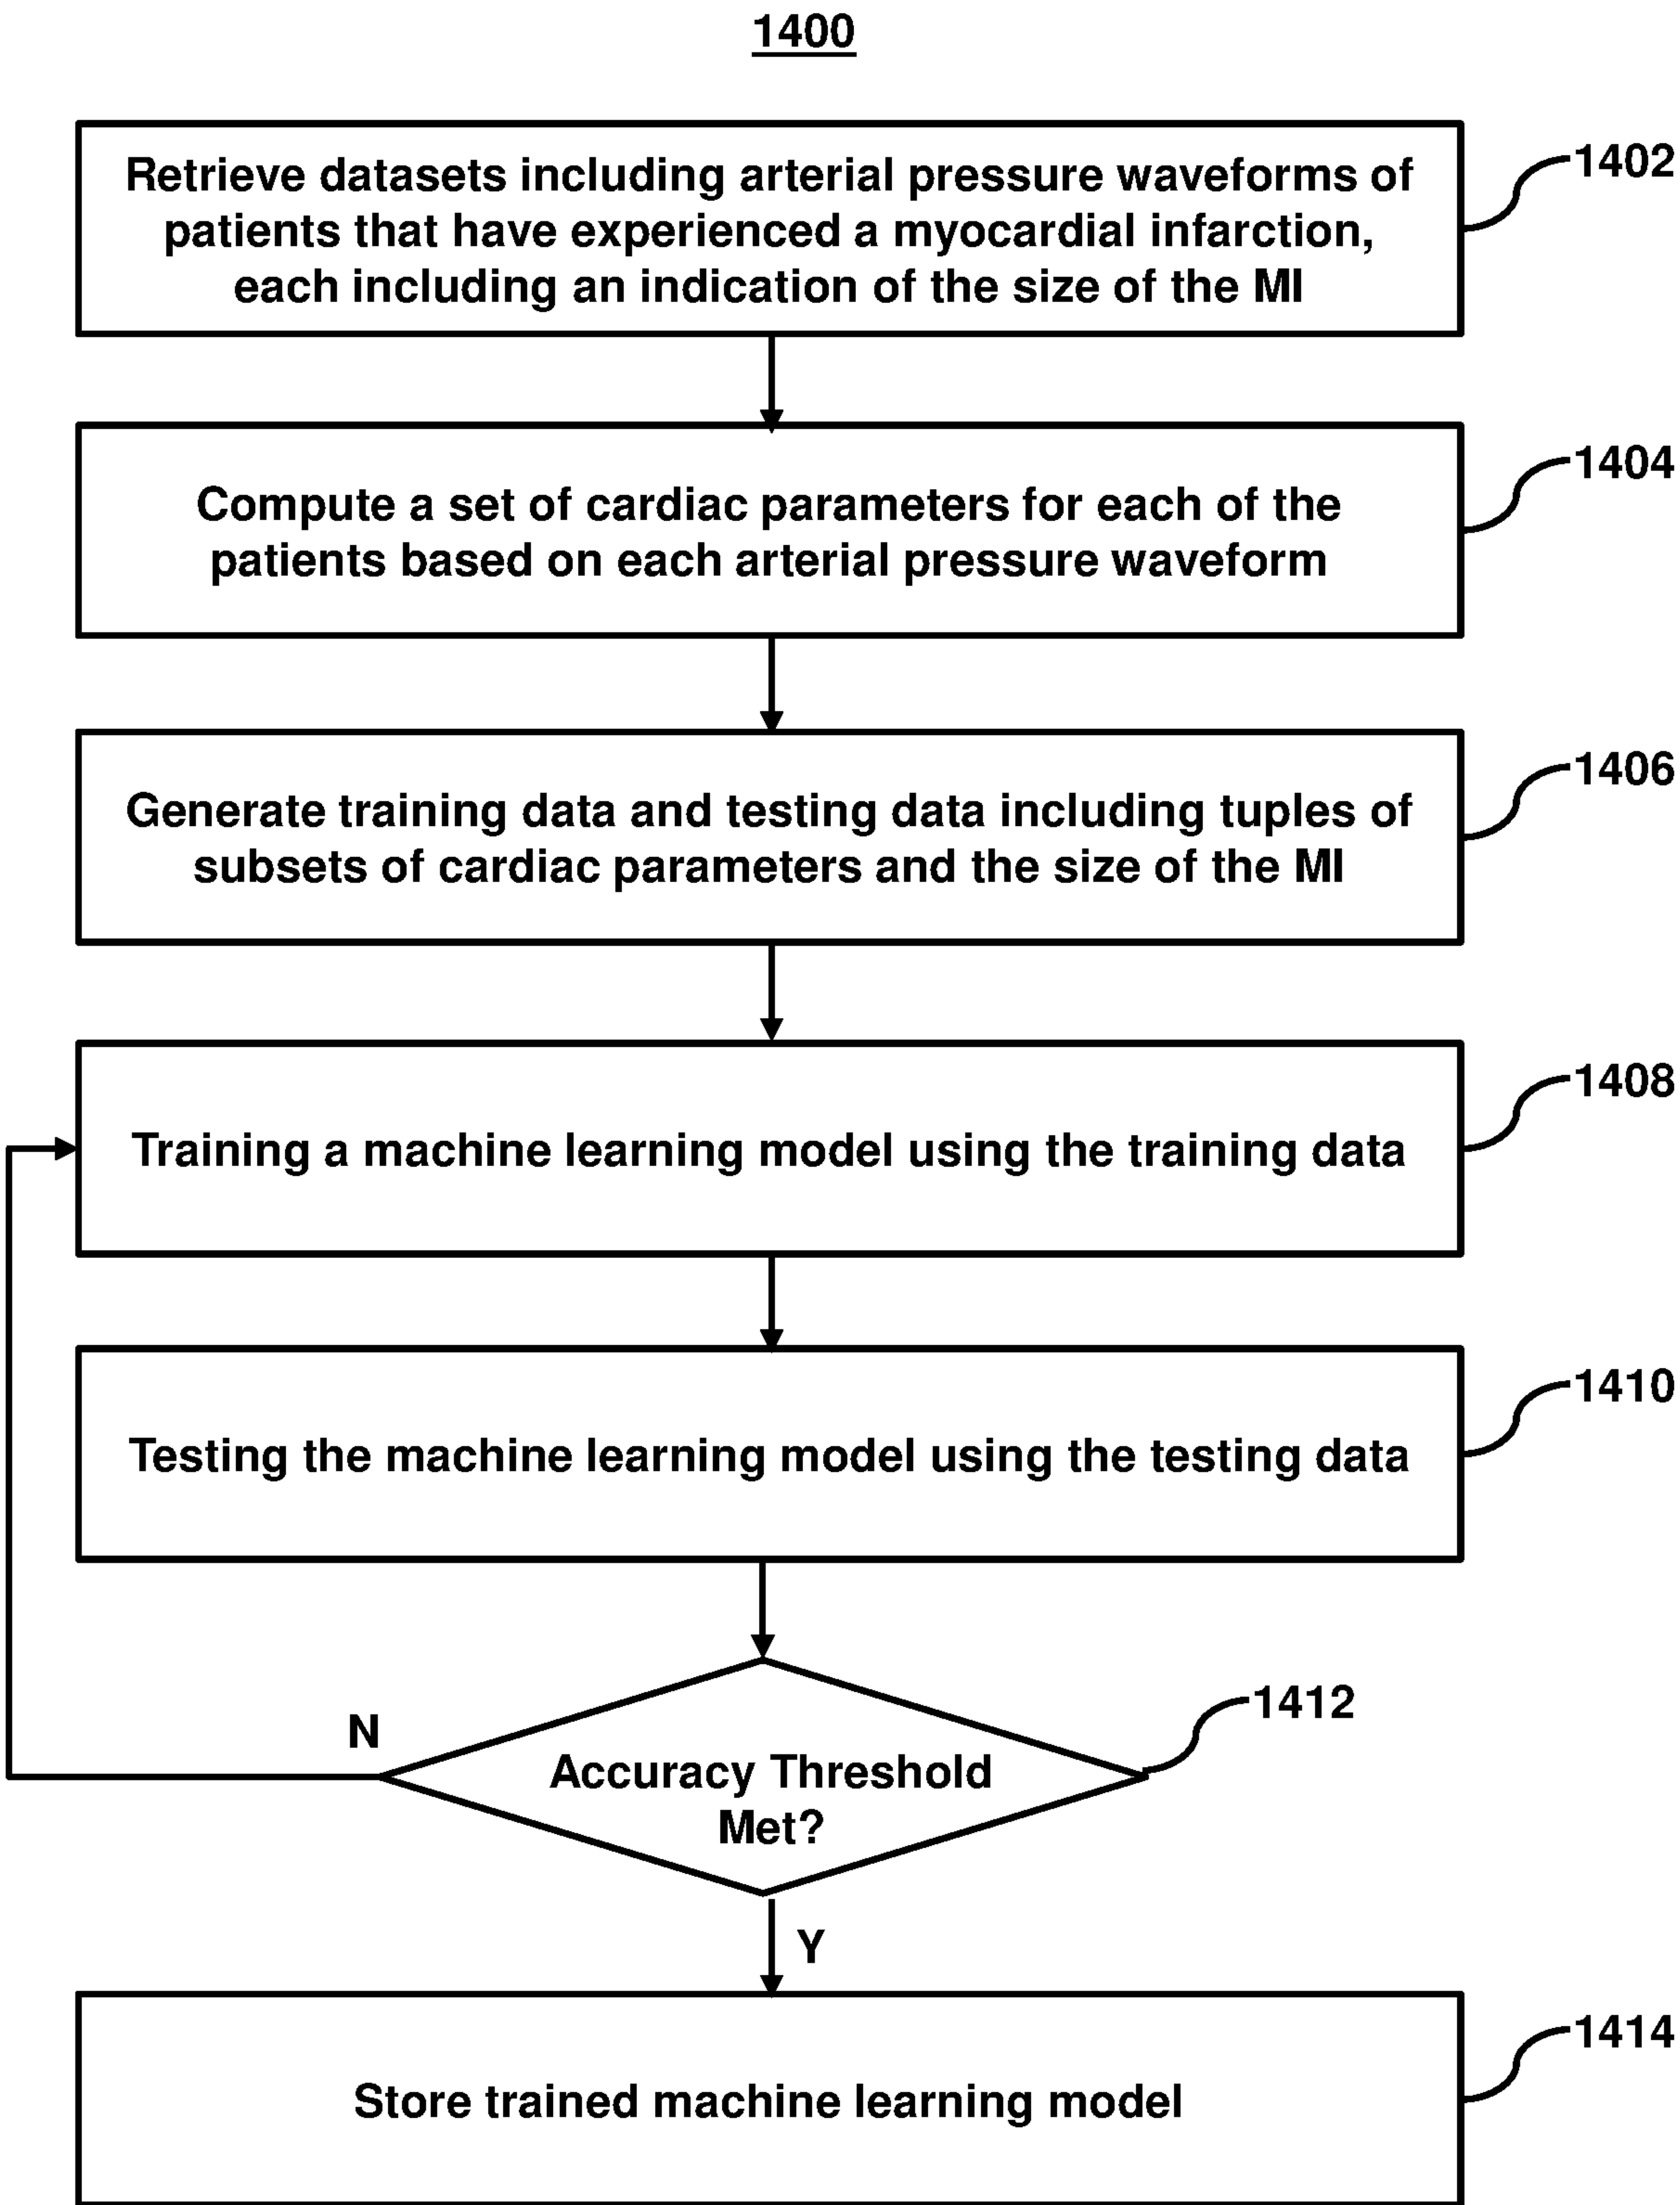 1400
Retrieve datasets including arterial pressure waveforms of
patients that have experienced a myocardial infarction,
each including an indication of the size of the MI
1402
Compute a set of cardiac parameters for each of the
patients based on each arterial pressure waveform
1404
Generate training data and testing data including tuples of
subsets of cardiac parameters and the size of the MI
1406
Training a machine learning model using the training data
1408
Testing the machine learning model using the testing data
1410
N
Accuracy Threshold
Met?
1412
Y
Store trained machine learning model
1414